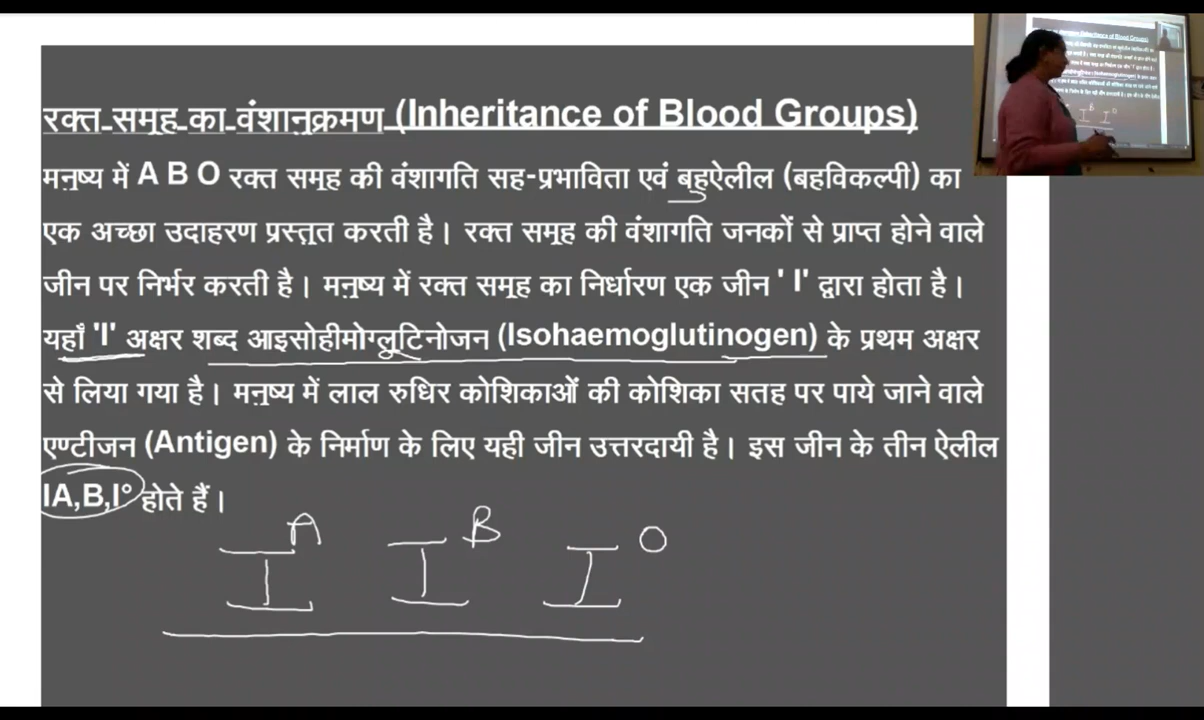 रक्त समूह का वंशानुक्रमण (Inheritance of Blood Groups)
मनुष्य में A B O रक्त समूह की वंशागति सह-प्रभाविता एवं बहुऐलील (बहविकल्पी) का
एक अच्छा उदाहरण प्रस्तुत करती है। रक्त समूह की वंशागति जनकों से प्राप्त होने वाले
जीन पर निर्भर करती है। मनुष्य में रक्त समूह का निर्धारण एक जीन ' I' द्वारा होता है।
यहाँ 'I' अक्षर शब्द आइसोहीमोग्लूटिनोजन (Isohaemoglutinogen) के प्रथम अक्षर
से लिया गया है। मनुष्य में लाल रुधिर कोशिकाओं की कोशिका सतह पर पाये जाने वाले
एण्टीजन (Antigen) के निर्माण के लिए यही जीन उत्तरदायी है। इस जीन के तीन ऐलील
IA,B,I° होते हैं।
I^A I^B I^O